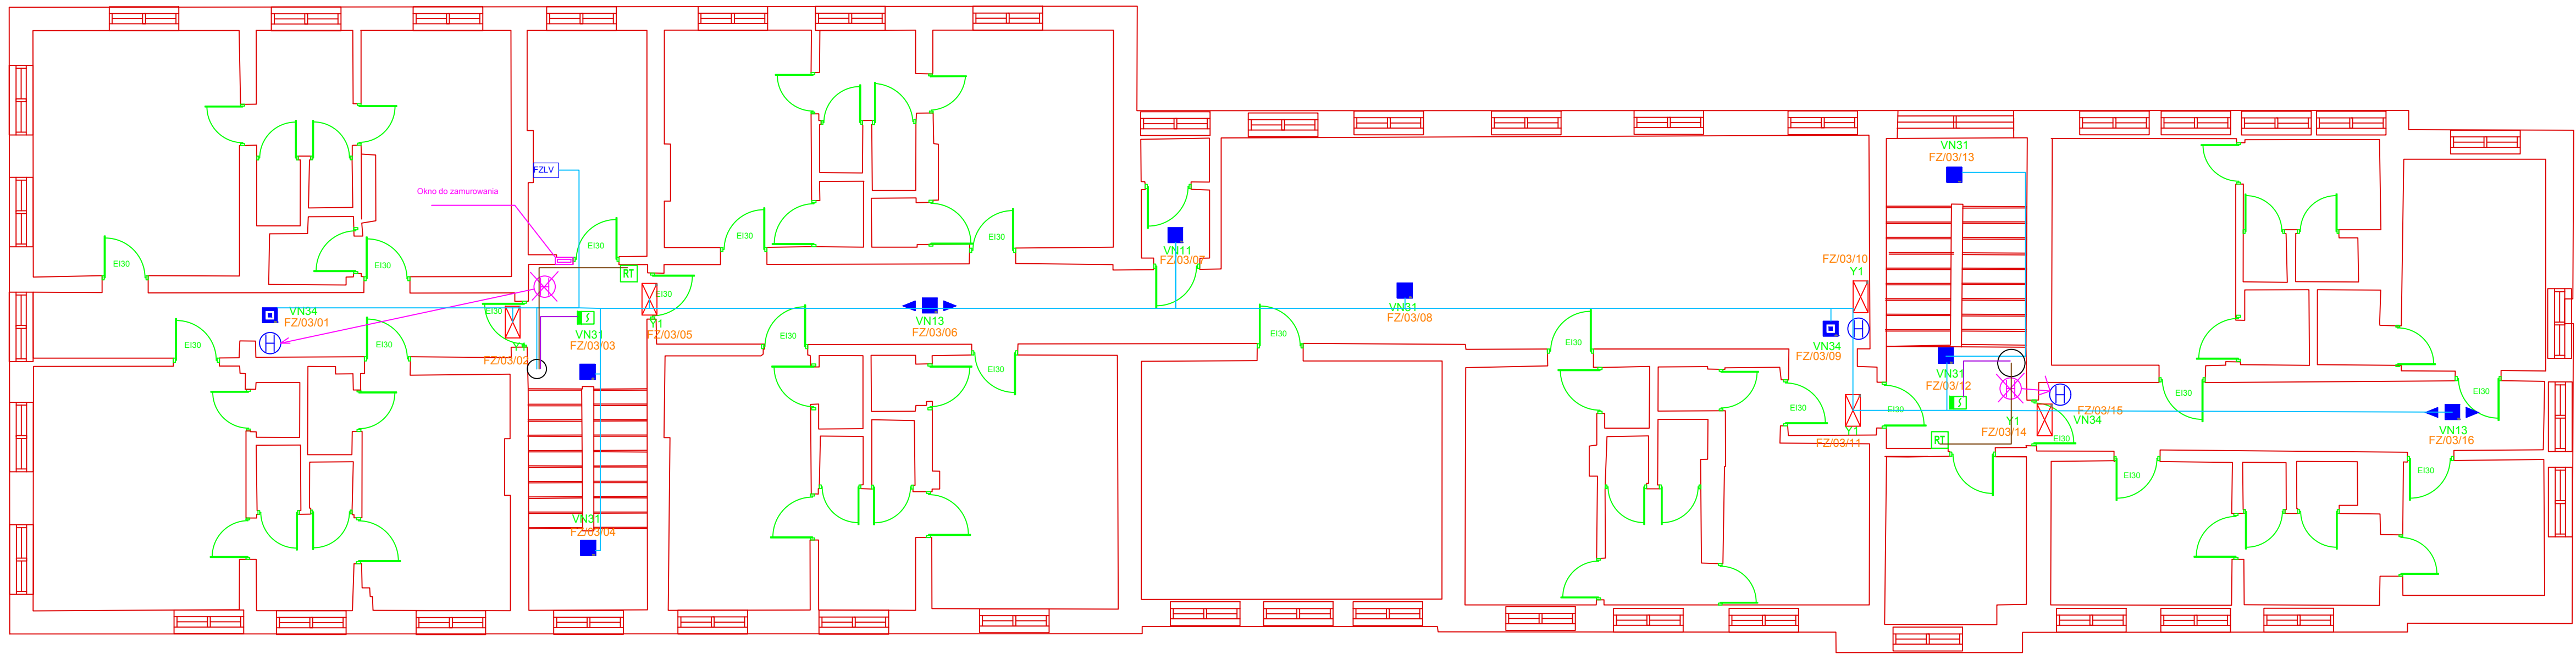 VN31
FZ/03/13
FZLV
Okno do zamurowania
EI30
EI30
EI30
RT
EI30
EI30
EI30
VN11
FZ/03/07
FZ/03/10
Y1
VN34
FZ/03/01
EI30
Y1
FZ/03/02
VN31
FZ/03/03
Y1
FZ/03/05
VN13
FZ/03/06
VN31
FZ/03/08
VN34
FZ/03/09
H
H
EI30
EI30
EI30
EI30
EI30
EI30
VN31
FZ/03/12
H
FZ/03/15
VN34
EI30
EI30
EI30
EI30
Y1
FZ/03/11
Y1
FZ/03/14
RT
EI30
VN13
FZ/03/16
EI30
EI30
VN31
FZ/03/04